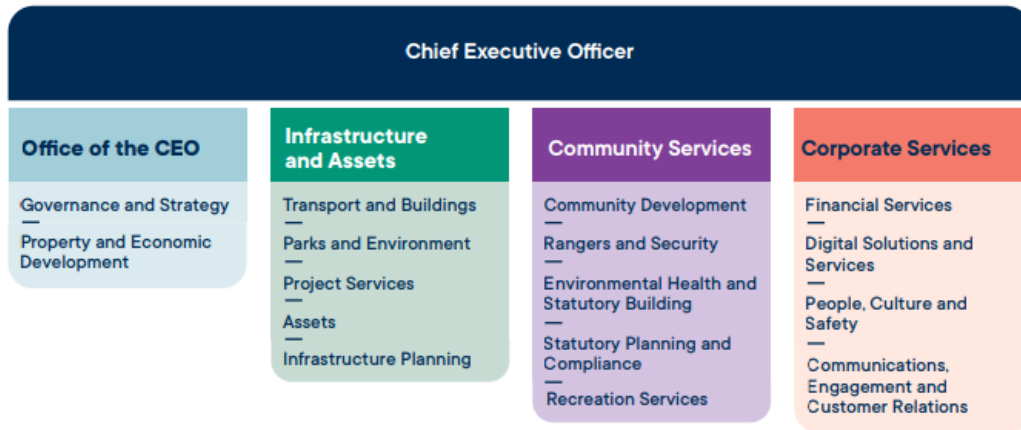 Chief Executive Officer
Office of the CEO
Governance and Strategy
Property and Economic
Development
Infrastructure
and Assets
Transport and Buildings
Parks and Environment
Project Services
Assets
Infrastructure Planning
Community Services
Community Development
Rangers and Security
Environmental Health and
Statutory Building
Statutory Planning and
Compliance
Recreation Services
Corporate Services
Financial Services
Digital Solutions and
Services
People, Culture and
Safety
Communications,
Engagement and
Customer Relations